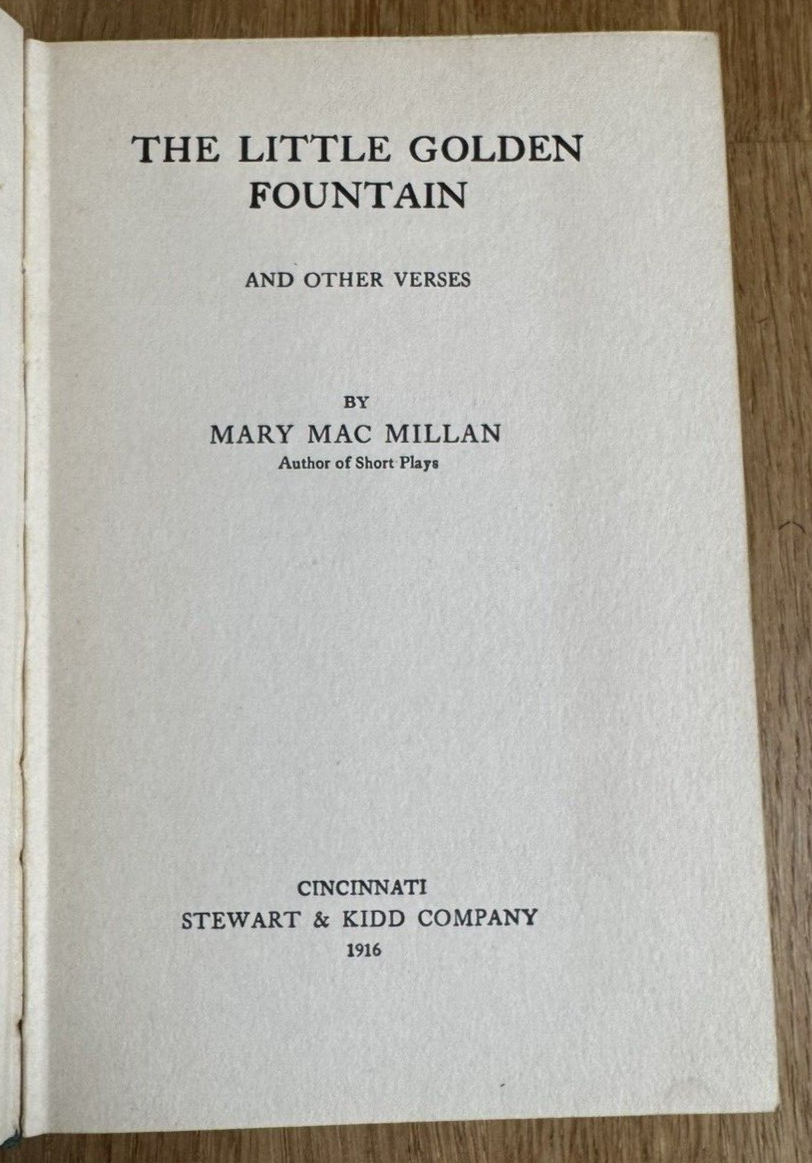 THE LITTLE GOLDEN
FOUNTAIN
AND OTHER VERSES
BY
MARY MAC MILLAN
Author of Short Plays
CINCINNATI
STEWART & KIDD COMPANY
1916